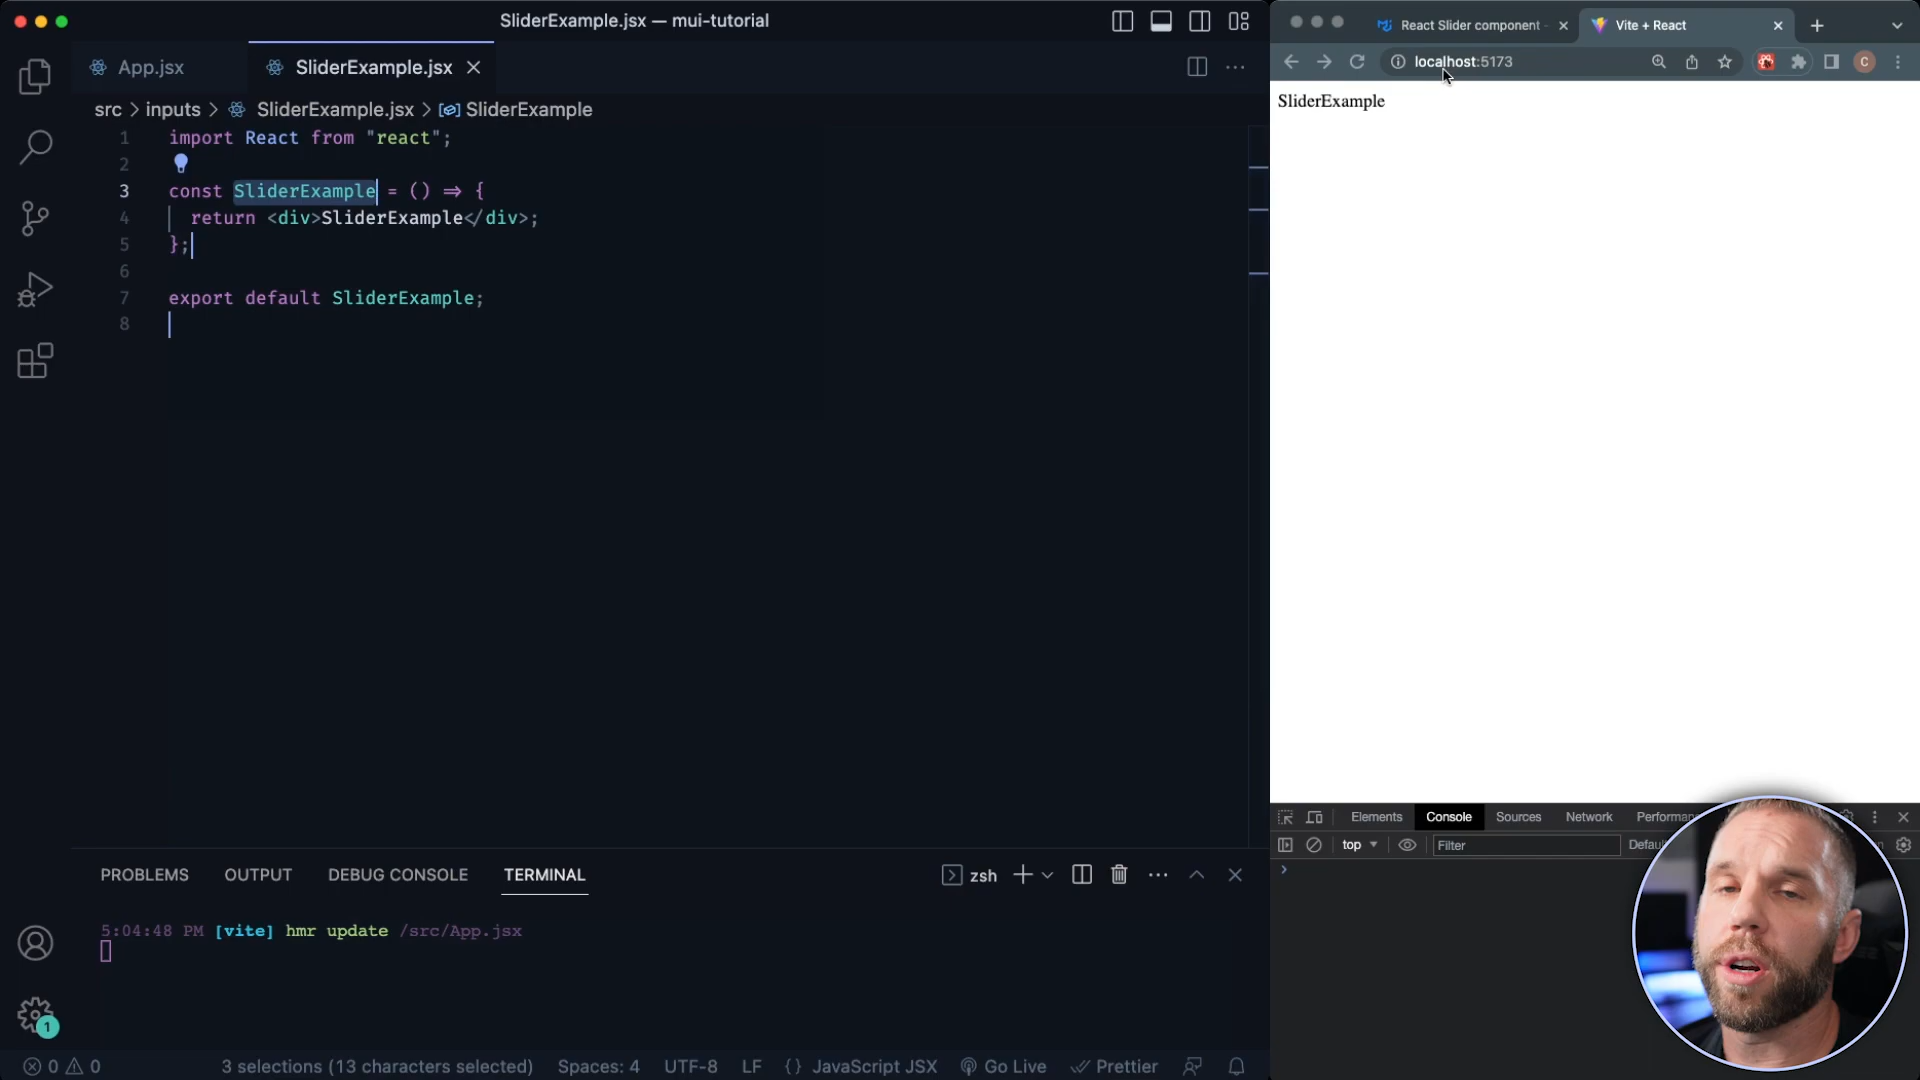 SliderExample.jsx — mui-tutorial
App.jsx
SliderExample.jsx
src > inputs > SliderExample.jsx > SliderExample
1 import React from "react";
2
3 const SliderExample = () => {
4 return <div>SliderExample</div>;
5 };
6
7 export default SliderExample;
8
PROBLEMS OUTPUT DEBUG CONSOLE TERMINAL
zsh
5:04:48 PM [vite] hmr update /src/App.jsx
1
0 0 3 selections (13 characters selected) Spaces: 4 UTF-8 LF {} JavaScript JSX Go Live Prettier
React Slider component -
Vite + React
localhost:5173
C
SliderExample
Elements Console Sources Network
top Filter